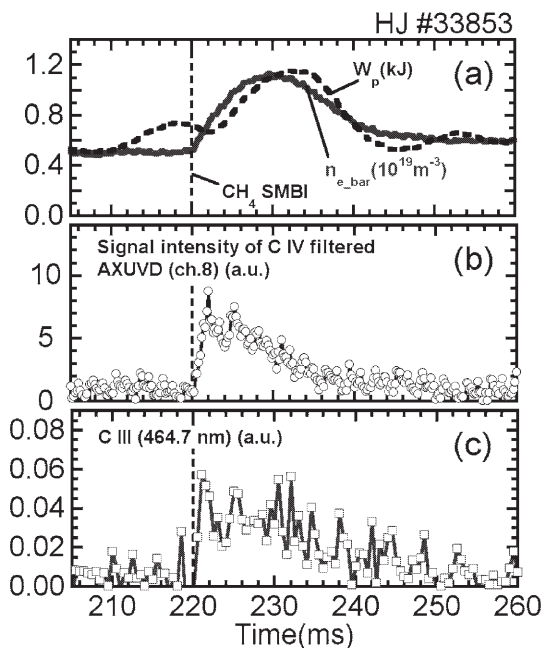 HJ #33853
1.2
0.8
0.4
0.0
(a)
W_p(kJ)
n_e_bar(10^19m^-3)
CH_4 SMBI
10
5
0
Signal intensity of C IV filtered
AXUVD (ch.8) (a.u.)
(b)
0.08
0.06
0.04
0.02
0.00
C III (464.7 nm) (a.u.)
(c)
210 220 230 240 250 260
Time(ms)